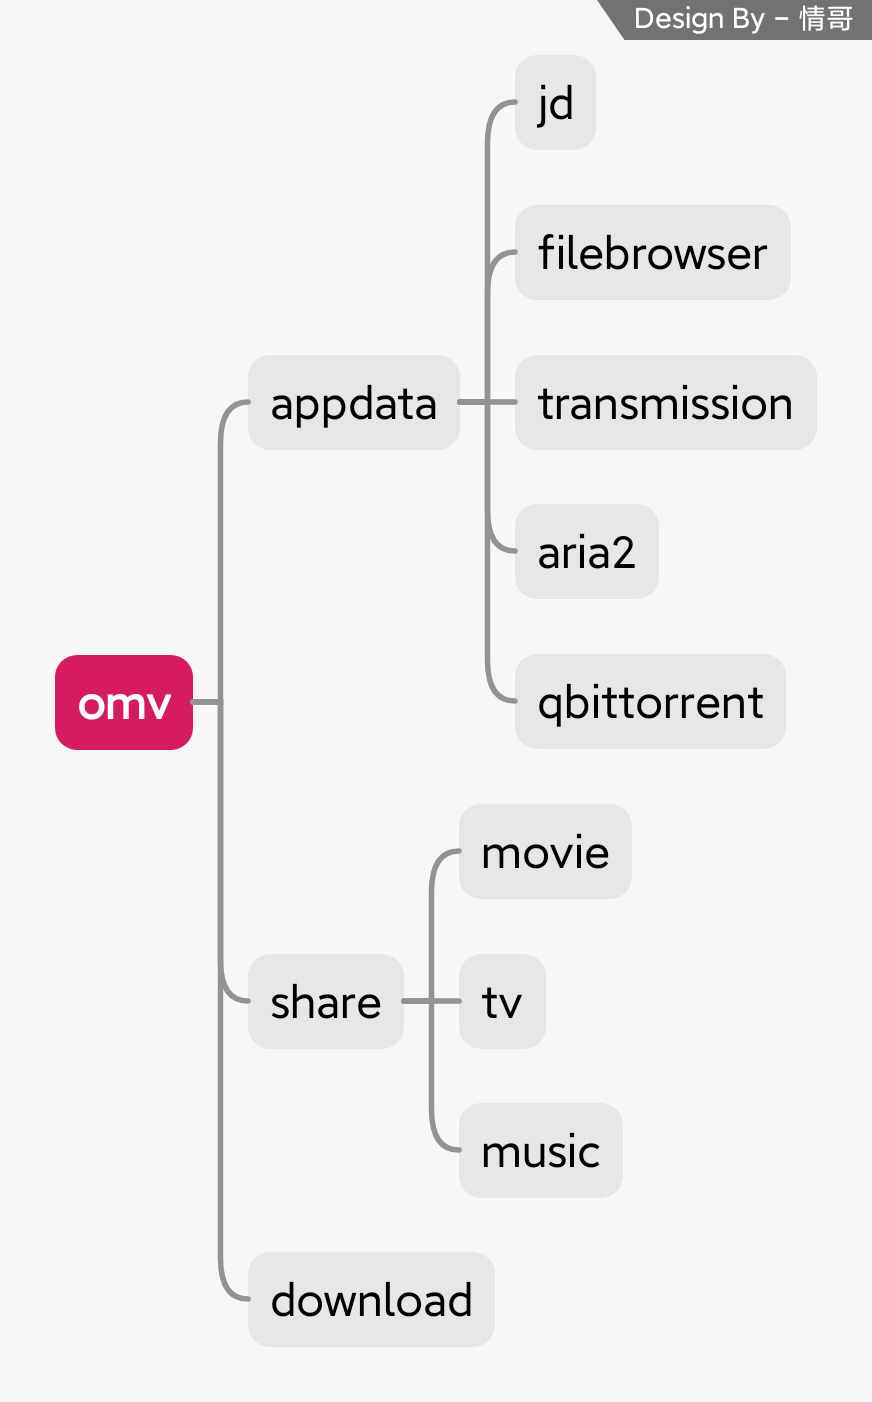 Design By - 情哥
jd
filebrowser
appdata
transmission
aria2
omv
qbittorrent
movie
share
tv
music
download